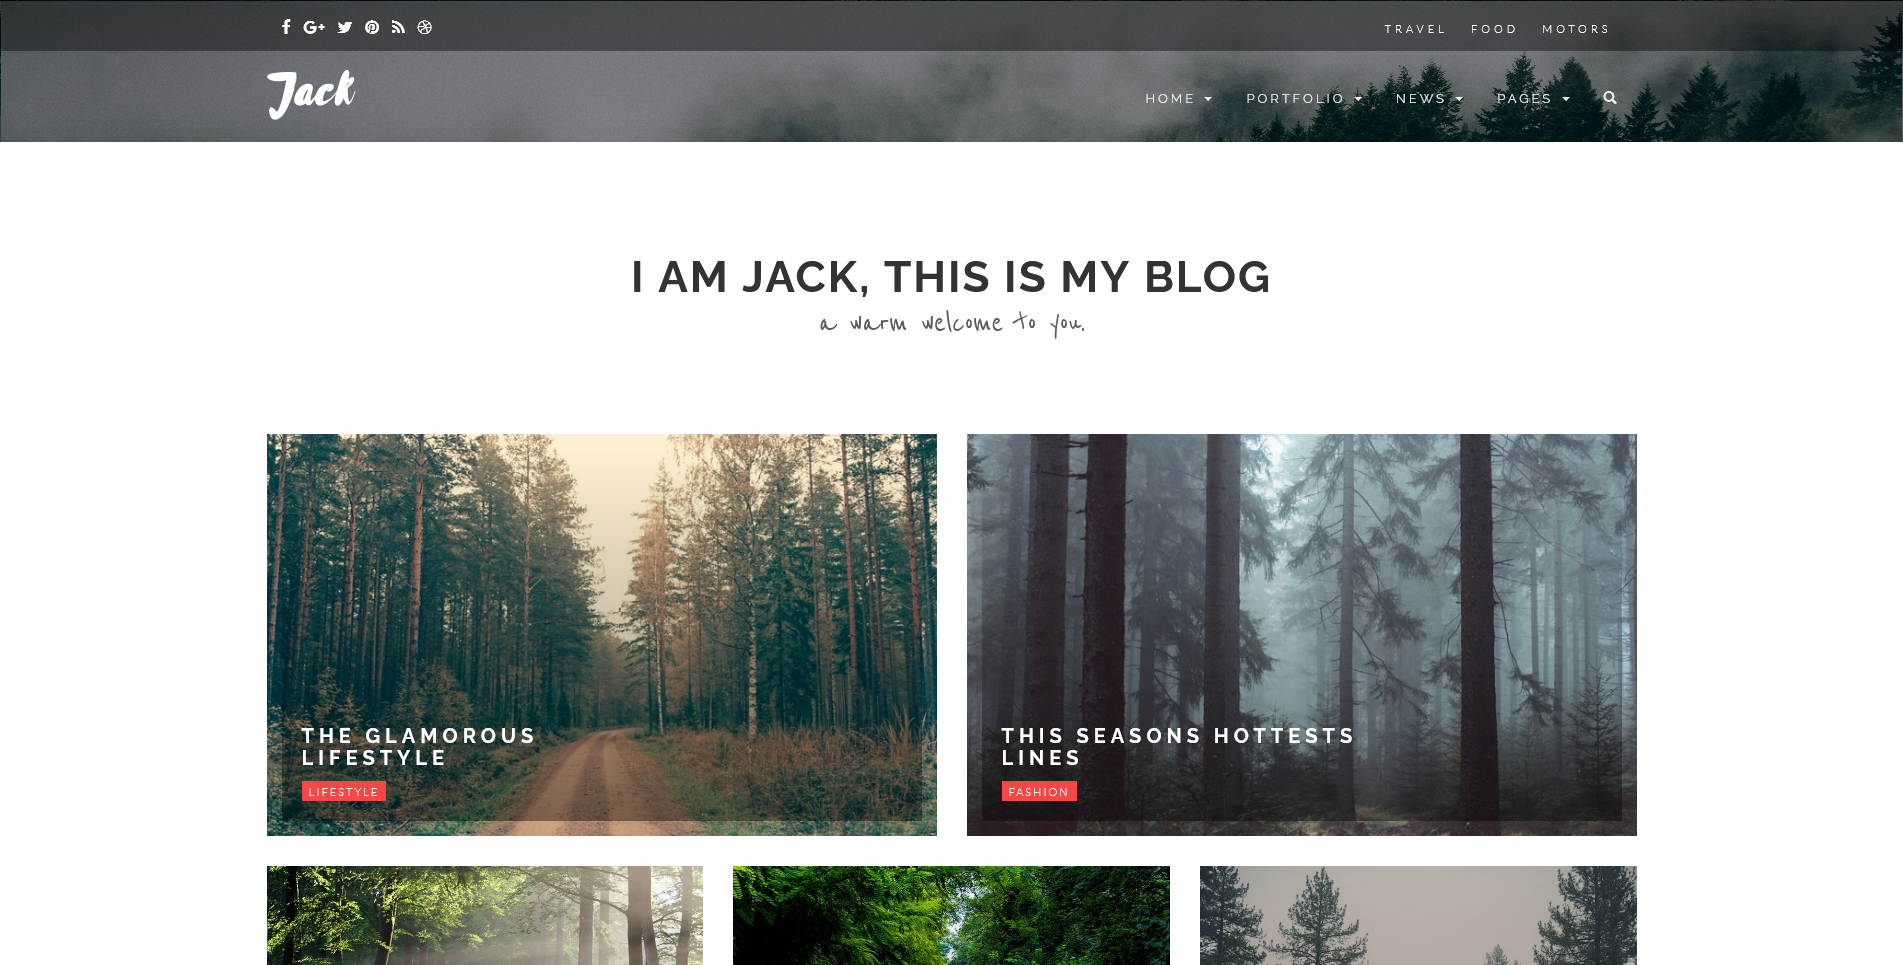 TRAVEL FOOD MOTORS
Jack
HOME PORTFOLIO NEWS PAGES
I AM JACK, THIS IS MY BLOG
a warm welcome to you.
THE GLAMOROUS
LIFESTYLE
LIFESTYLE
THIS SEASONS HOTTESTS
LINES
FASHION